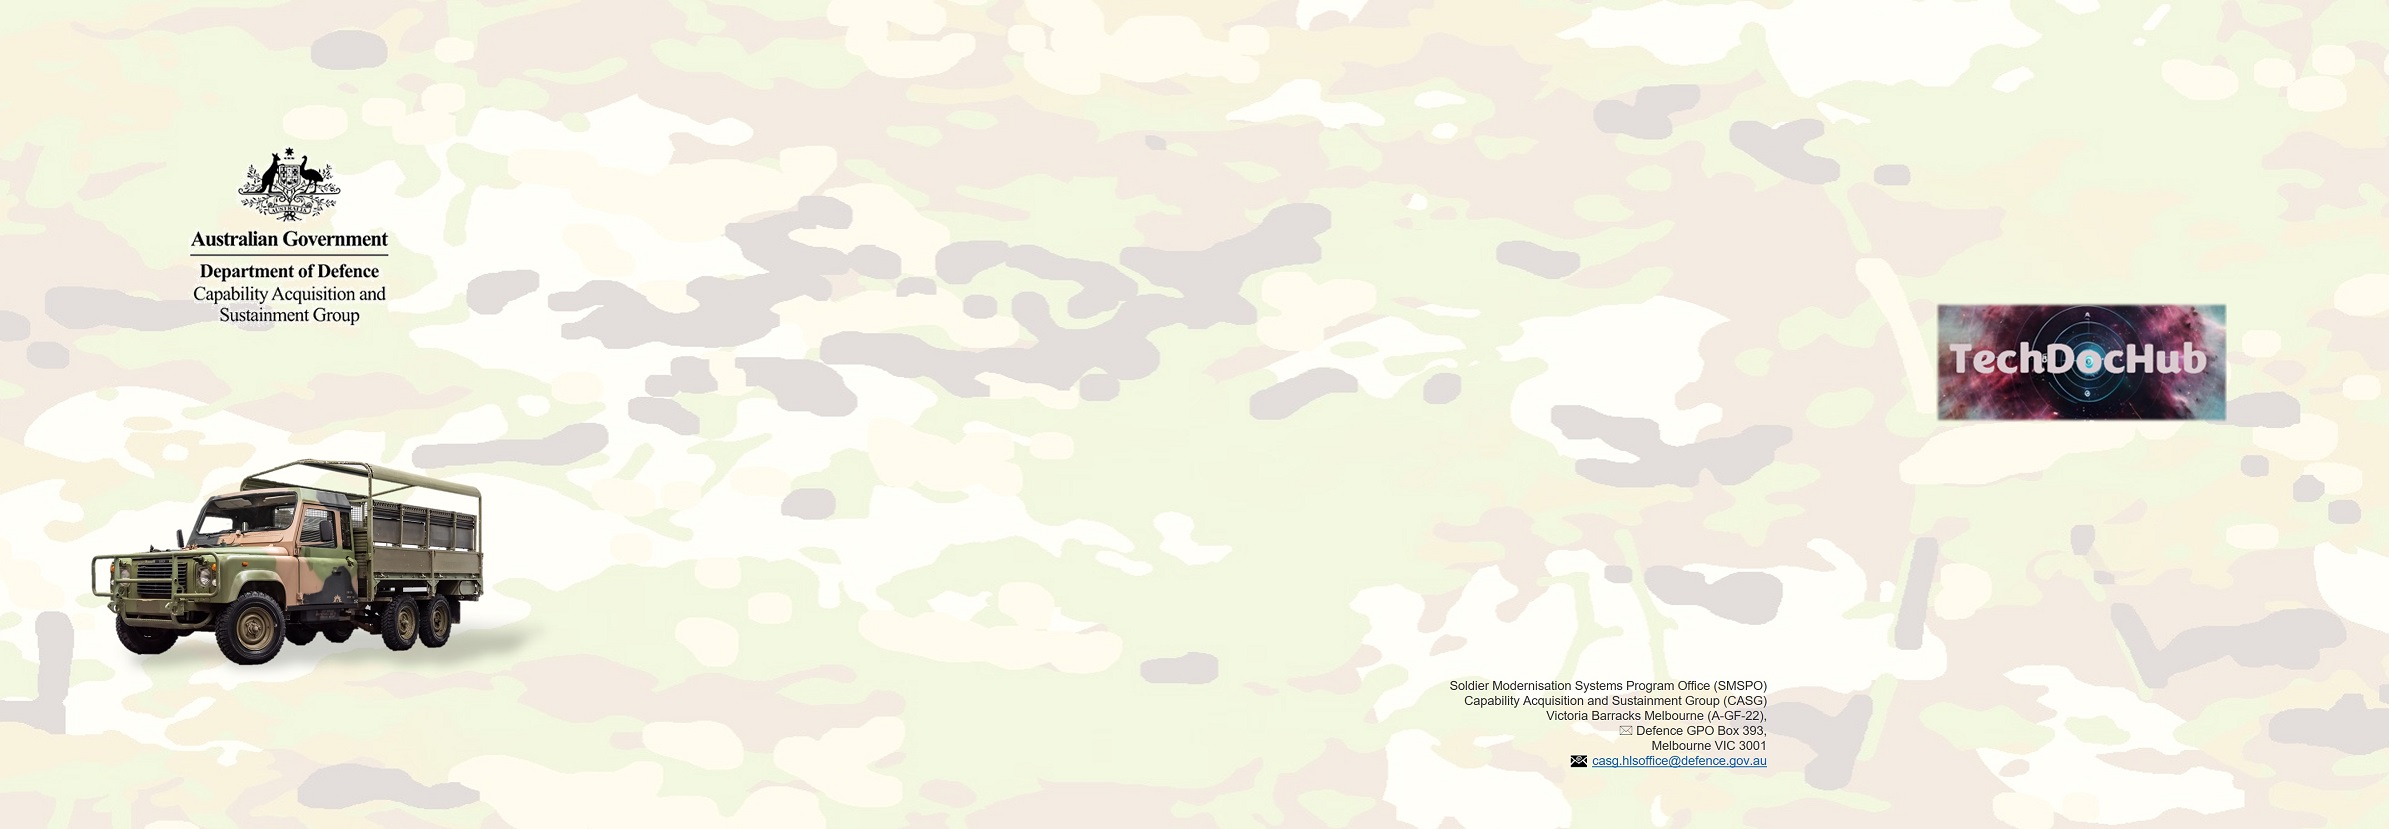 AUSTRALIA
Australian Government
Department of Defence
Capability Acquisition and
Sustainment Group
TechDocHub
Soldier Modernisation Systems Program Office (SMSPO)
Capability Acquisition and Sustainment Group (CASG)
Victoria Barracks Melbourne (A-GF-22),
Defence GPO Box 393,
Melbourne VIC 3001
casg.hlsoffice@defence.gov.au